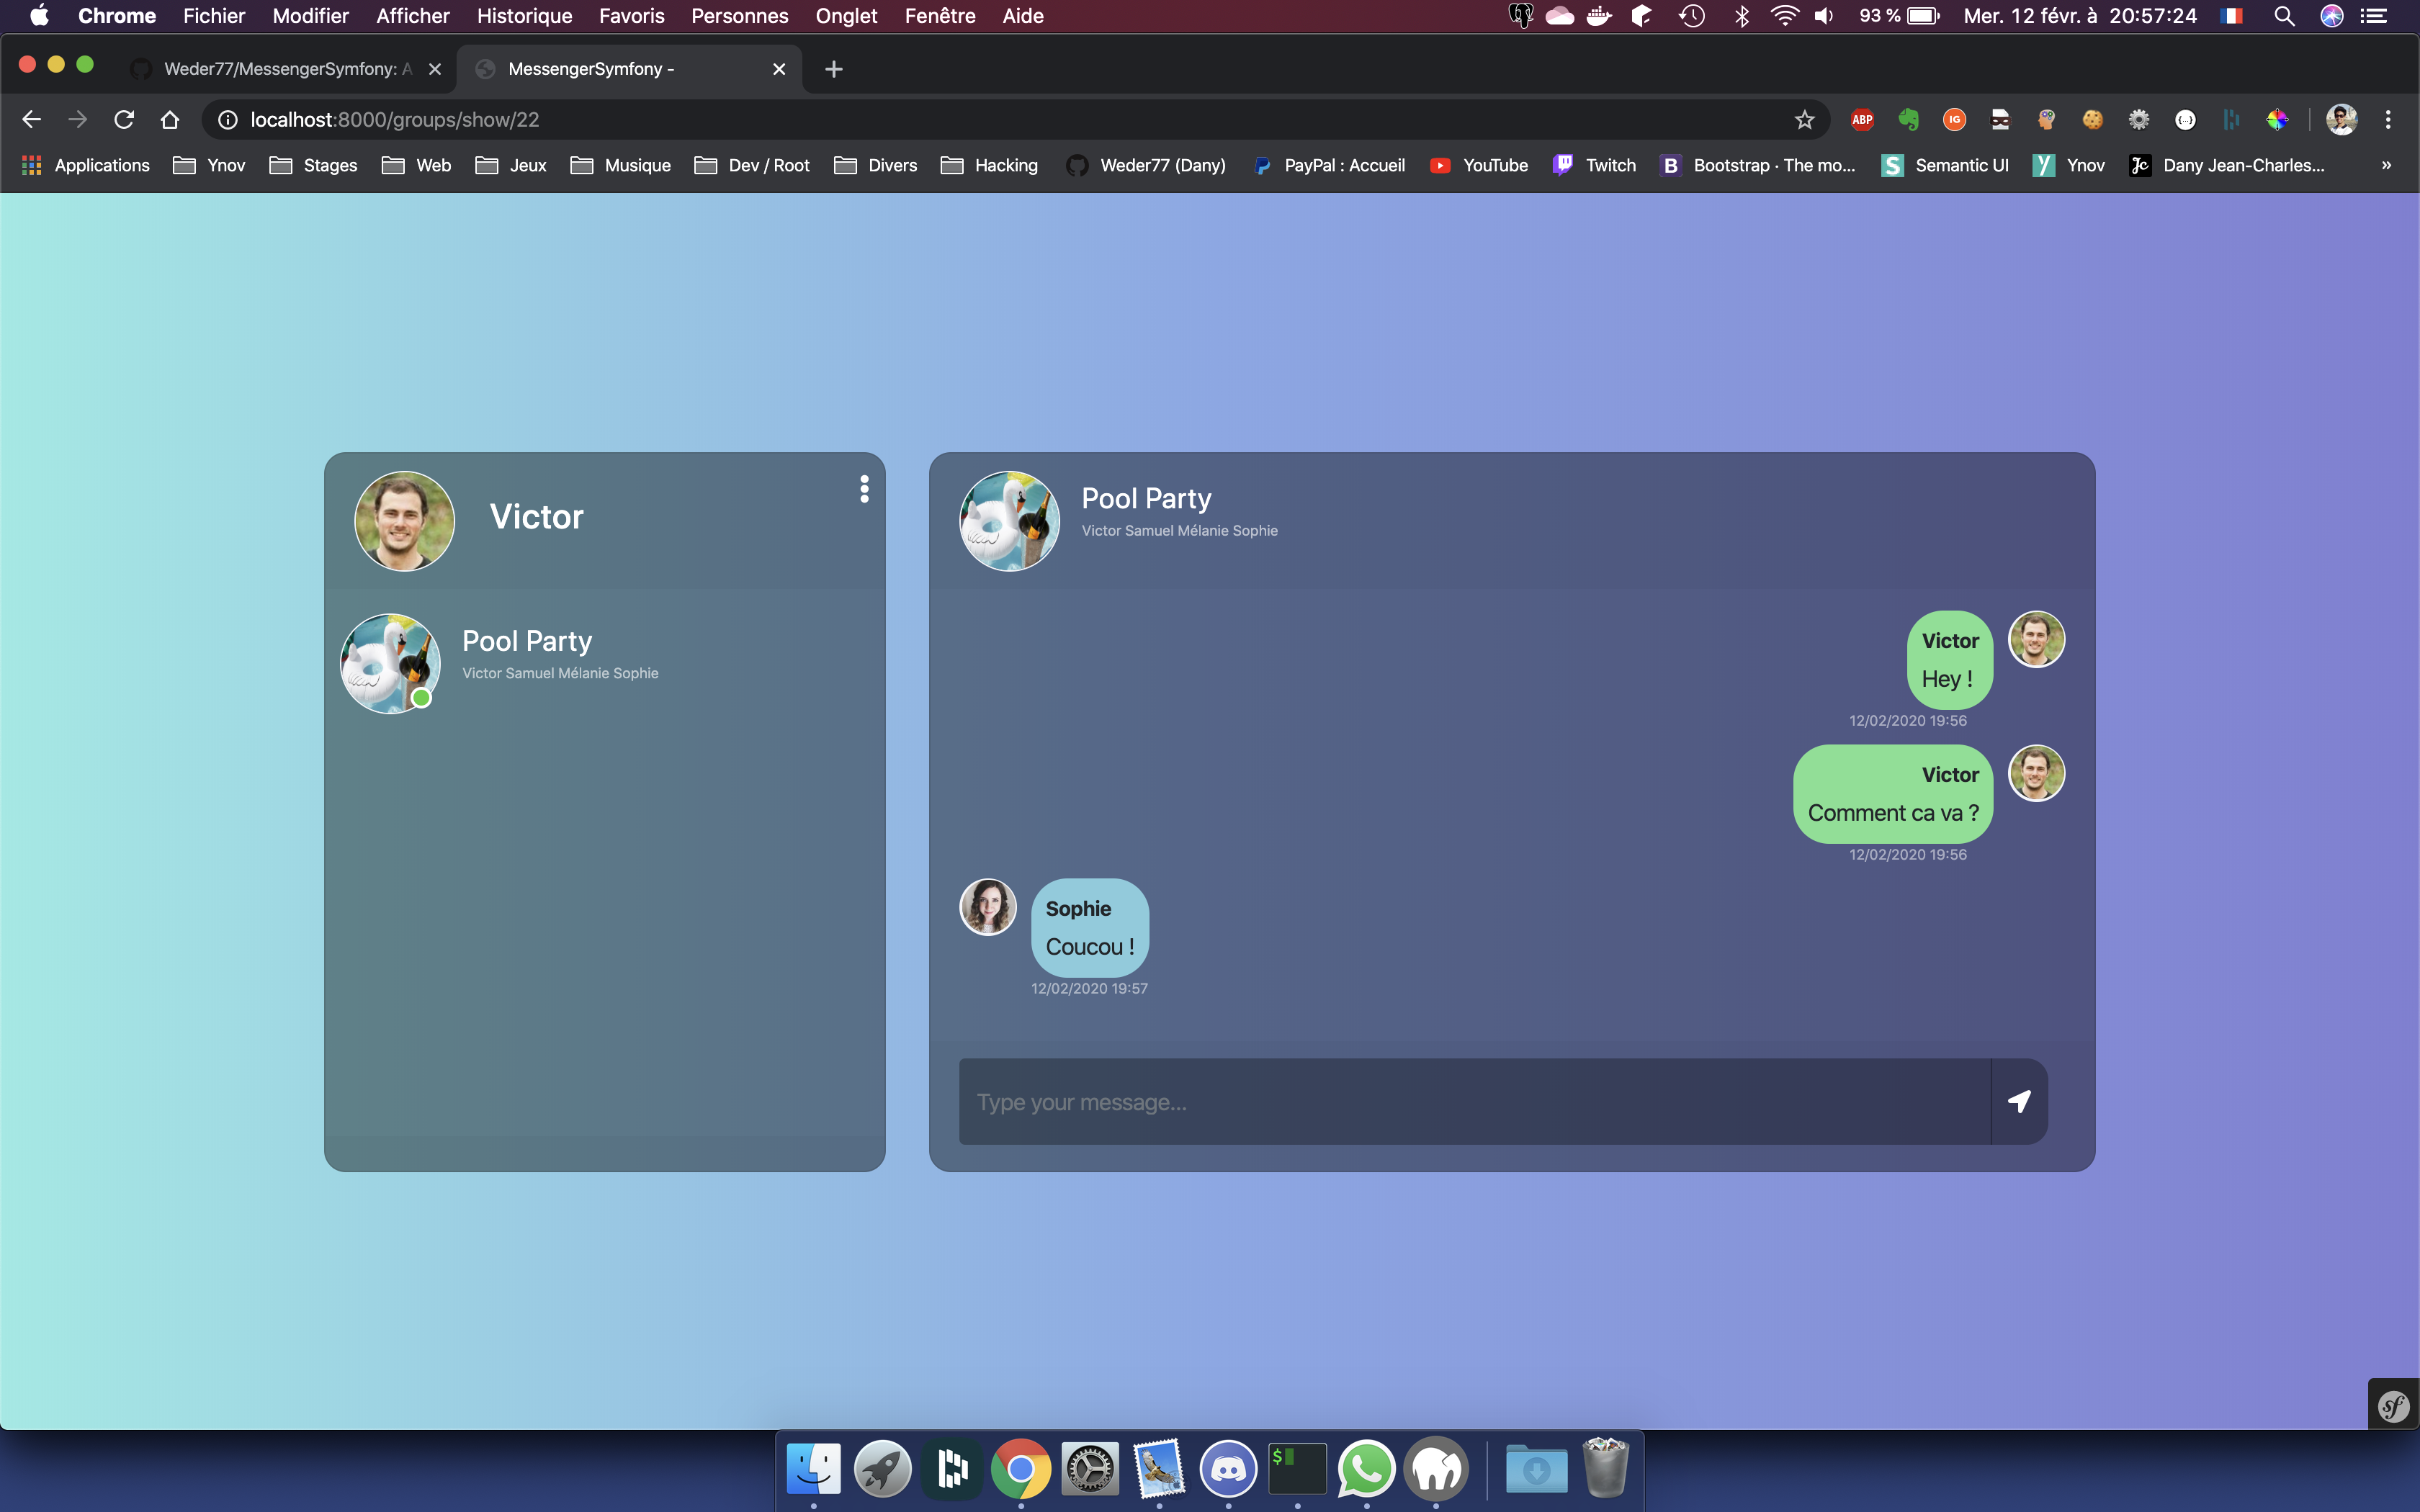 Chrome Fichier Modifier Afficher Historique Favoris Personnes Onglet Fenêtre Aide 93 % Mer. 12 févr. à 20:57:24
Weder77/MessengerSymfony: A MessengerSymfony -
localhost:8000/groups/show/22 ABP IG {...}
Applications Ynov Stages Web Jeux Musique Dev / Root Divers Hacking Weder77 (Dany) PayPal : Accueil YouTube Twitch B Bootstrap · The mo... S Semantic UI y Ynov Jc Dany Jean-Charles... »
Victor
Pool Party
Victor Samuel Mélanie Sophie
Pool Party
Victor Samuel Mélanie Sophie
Victor
Hey !
12/02/2020 19:56
Victor
Comment ca va ?
12/02/2020 19:56
Sophie
Coucou !
12/02/2020 19:57
Type your message...
sf
$